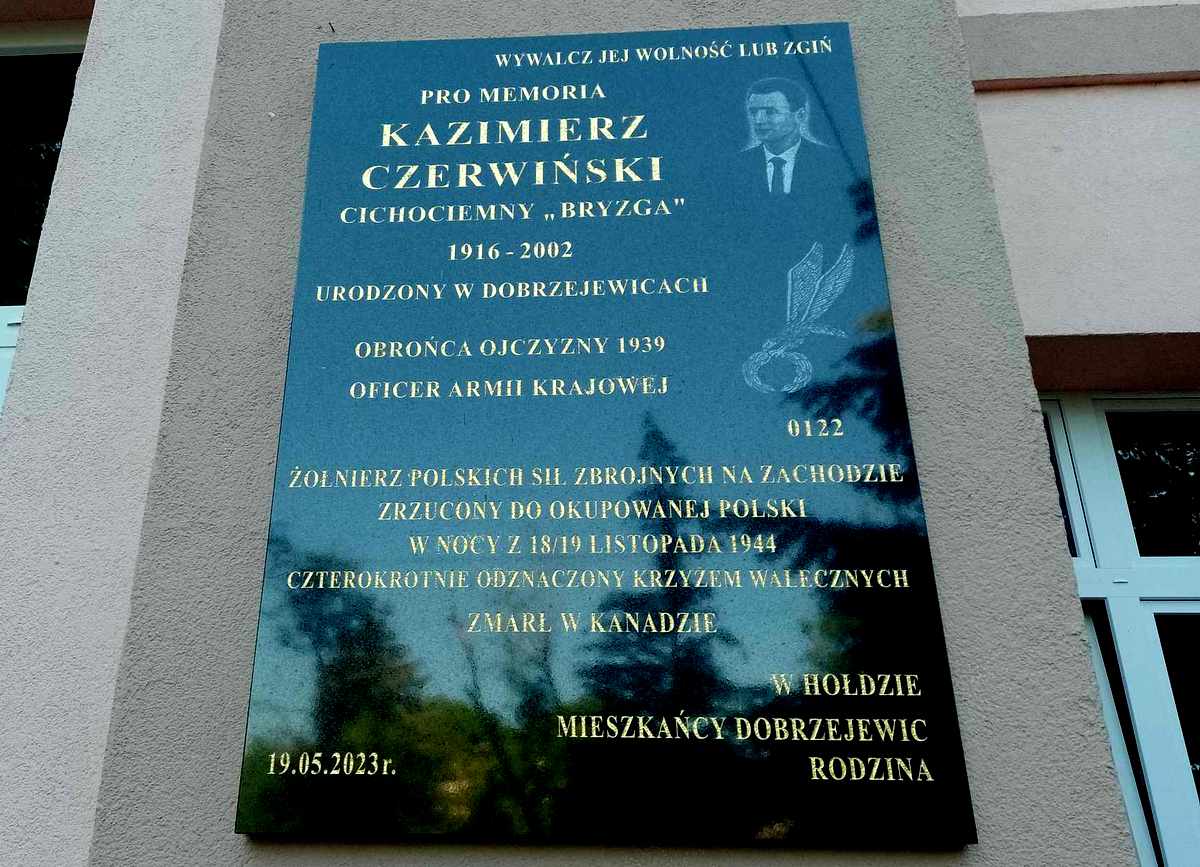 WYWALCZ JEJ WOLNOŚĆ LUB ZGIŃ
PRO MEMORIA
KAZIMIERZ
CZERWIŃSKI
CICHOCIEMNY „BRYZGA"
1916 - 2002
URODZONY W DOBRZEJEWICACH
OBROŃCA OJCZYZNY 1939
OFICER ARMII KRAJOWEJ
0122
ŻOŁNIERZ POLSKICH SIŁ ZBROJNYCH NA ZACHODZIE
ZRZUCONY DO OKUPOWANEJ POLSKI
W NOCY Z 18/19 LISTOPADA 1944
CZTEROKROTNIE ODZNACZONY KRZYŻEM WALECZNYCH
ZMARŁ W KANADZIE
W HOŁDZIE
MIESZKAŃCY DOBRZEJEWIC
RODZINA
19.05.2023r.